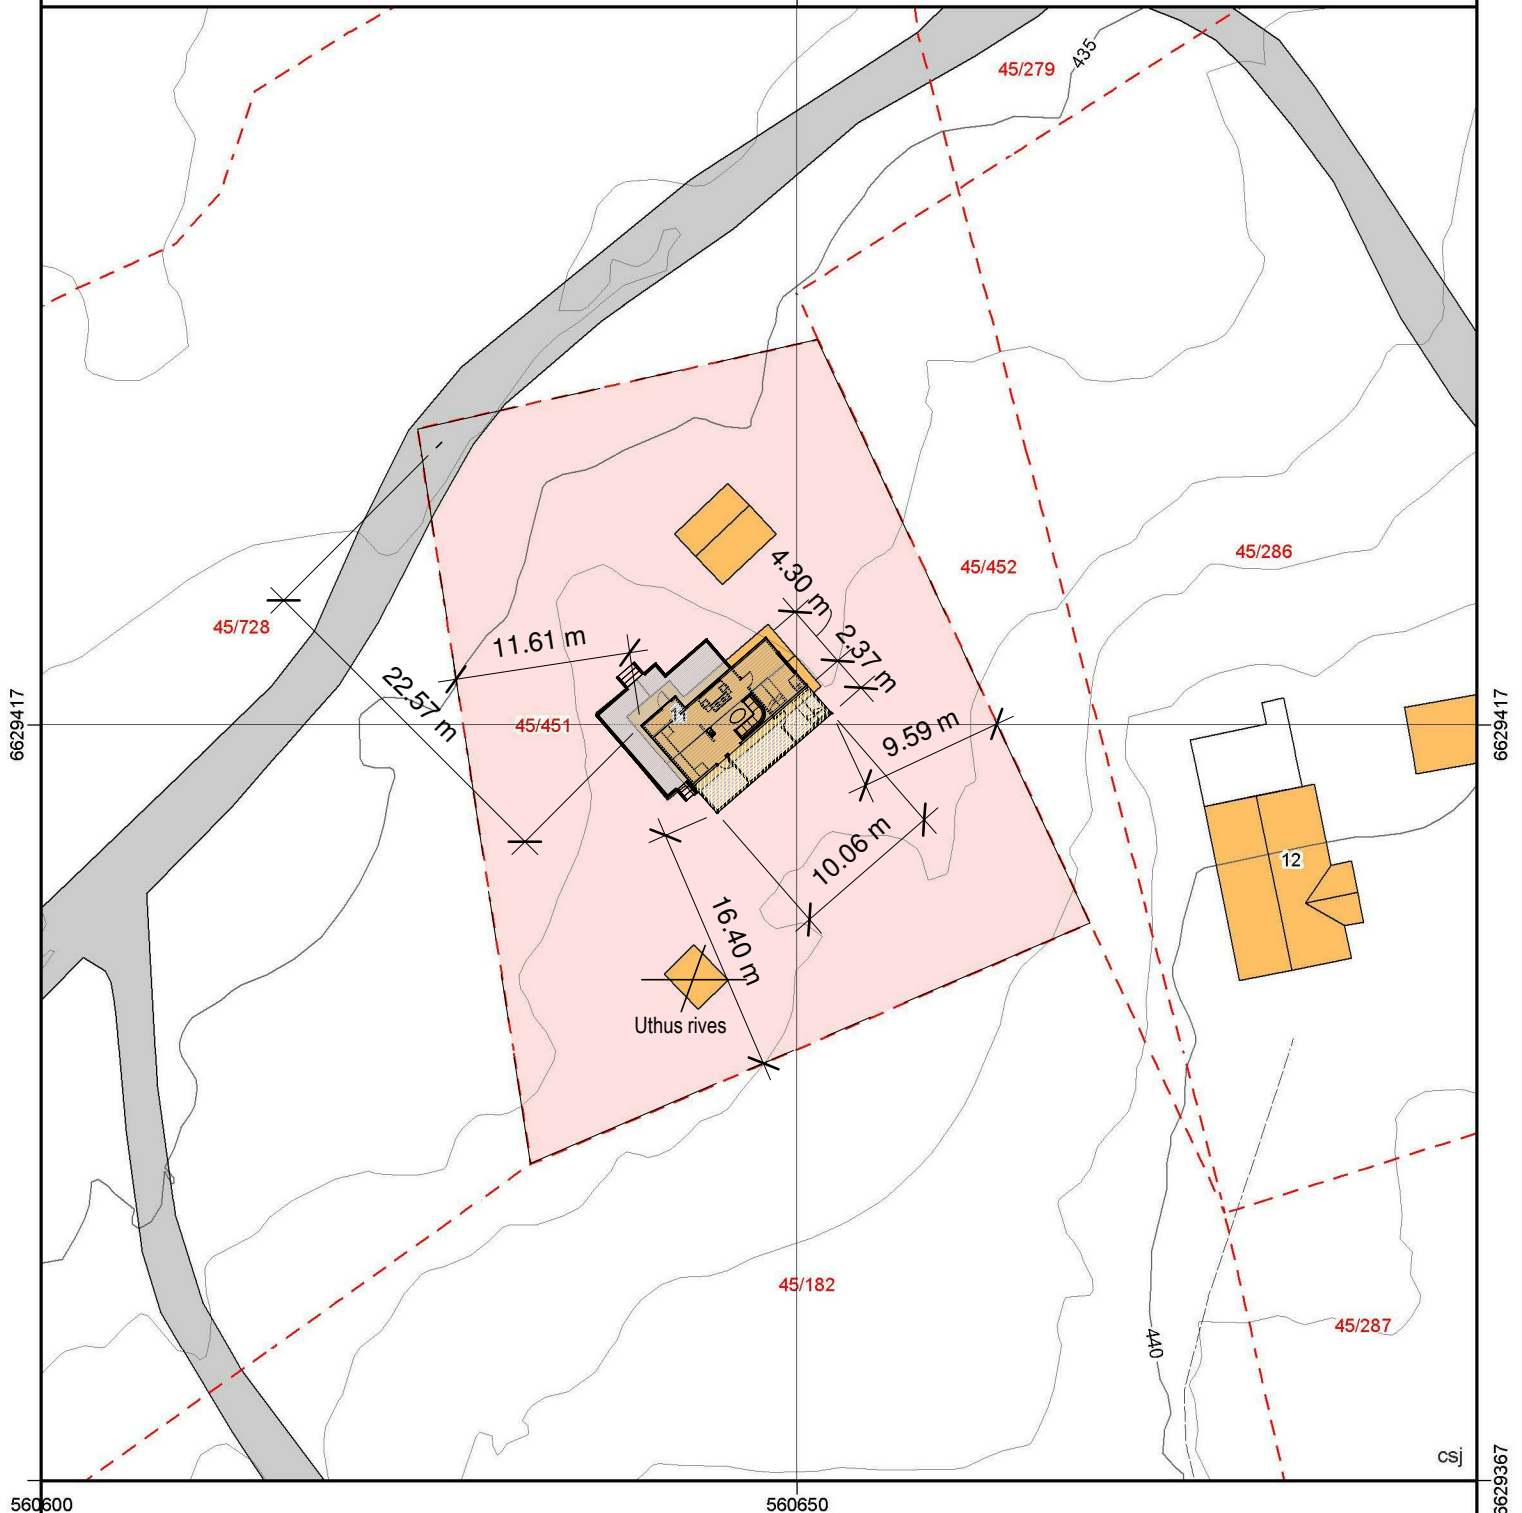 45/279
435
45/452
45/286
4.30 m
2.37 m
45/728
11.61 m
22.57 m
45/451
9.59 m
6629417
6629417
10.06 m
12
16.40 m
Uthus rives
45/182
45/287
440
csj
6629367
560600
560650